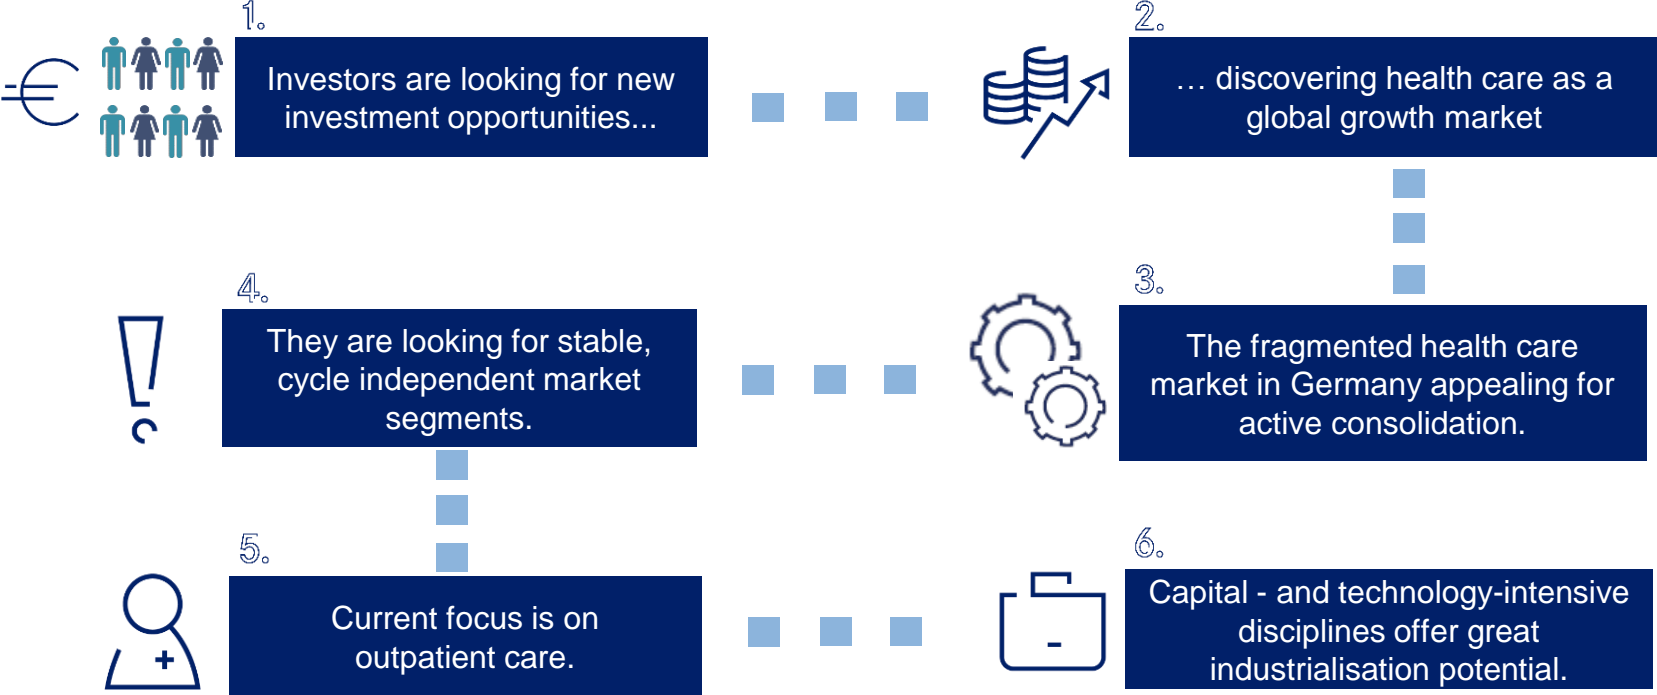 1.
Investors are looking for new
investment opportunities...
2.
... discovering health care as a
global growth market
3.
The fragmented health care
market in Germany appealing for
active consolidation.
4.
They are looking for stable,
cycle independent market
segments.
5.
Current focus is on
outpatient care.
6.
Capital - and technology-intensive
disciplines offer great
industrialisation potential.